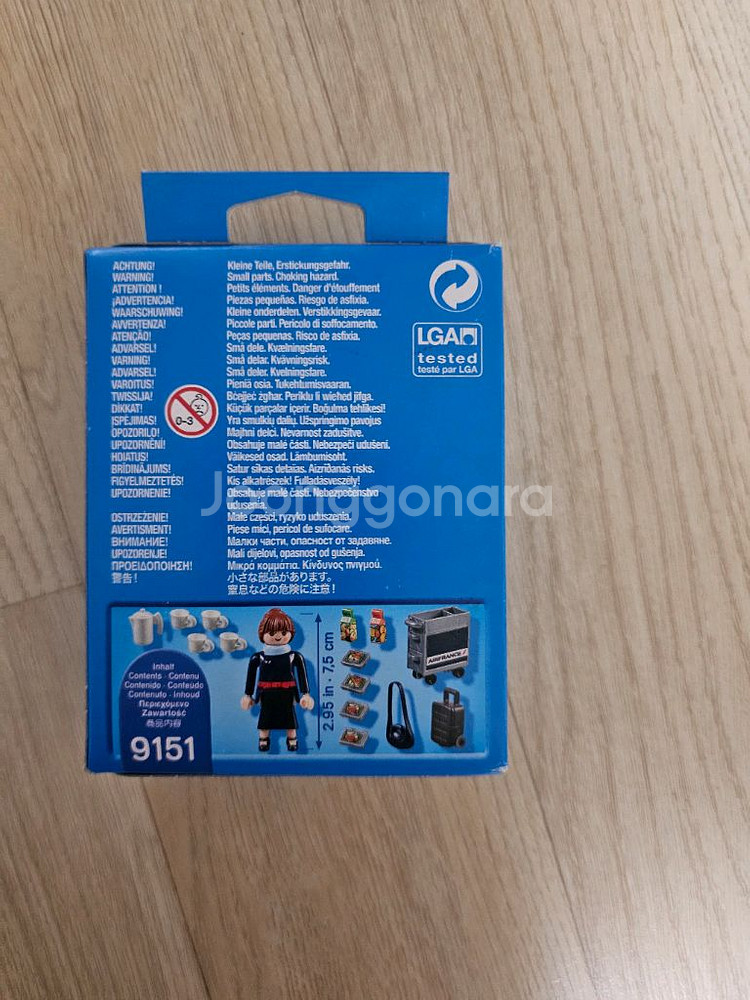 ACHTUNG! Kleine Teile, Erstickungsgefahr.
WARNING! Small parts. Choking hazard.
ATTENTION ! Petits éléments. Danger d'étouffement
¡ADVERTENCIA! Piezas pequeñas. Riesgo de asfixia.
WAARSCHUWING! Kleine onderdelen. Verstikkingsgevaar.
AVVERTENZA! Piccole parti. Pericolo di soffocamento.
ATENÇÃO! Peças pequenas. Risco de asfixia.
ADVARSEL! Små dele. Kvælningsfare.
VARNING! Små delar. Kvävningsrisk.
ADVARSEL! Små deler. Kvelningsfare.
VAROITUS! Pieniä osia. Tukehtumisvaaran.
TWISSIJA! Bċejjeċ żgħar. Periklu li wieħed jifga.
DİKKAT! Küçük parçalar içerir. Boğulma tehlikesi!
ĮSPĖJIMAS! Yra smulkių dalių. Užspringimo pavojus
OPOZORILO! Majhni delci. Nevarnost zadušitve.
UPOZORNĚNÍ! Obsahuje malé části. Nebezpečí udušení.
HOIATUS! Väikesed osad. Lämbumisoht.
BRĪDINĀJUMS! Satur sīkas detaļas. Aizrīšanās risks.
FIGYELMEZTETÉS! Kis alkatrészek! Fulladásveszély!
UPOZORNENIE! Obsahuje malé časti. Nebezpečenstvo
udusenia.
OSTRZEŻENIE! Małe części, ryzyko uduszenia.
AVERTISMENT! Piese mici, pericol de sufocare.
ВНИМАНИЕ! Малки части, опасност от задавяне.
UPOZORENJE! Mali dijelovi, opasnost od gušenja.
ΠΡΟΕΙΔΟΠΟΙΗΣΗ! Μικρά κομμάτια. Κίνδυνος πνιγμού.
警告! 小さな部品があります。
窒息などの危険に注意!
0-3
LGA
tested
testé par LGA
Joonggonara
Inhalt
Contents · Contenu
Contenido · Conteúdo
Contenuto · Inhoud
Περιεχόμενο
Zawartość
商品内容
9151
2.95 in · 7,5 cm
AIRFRANCE